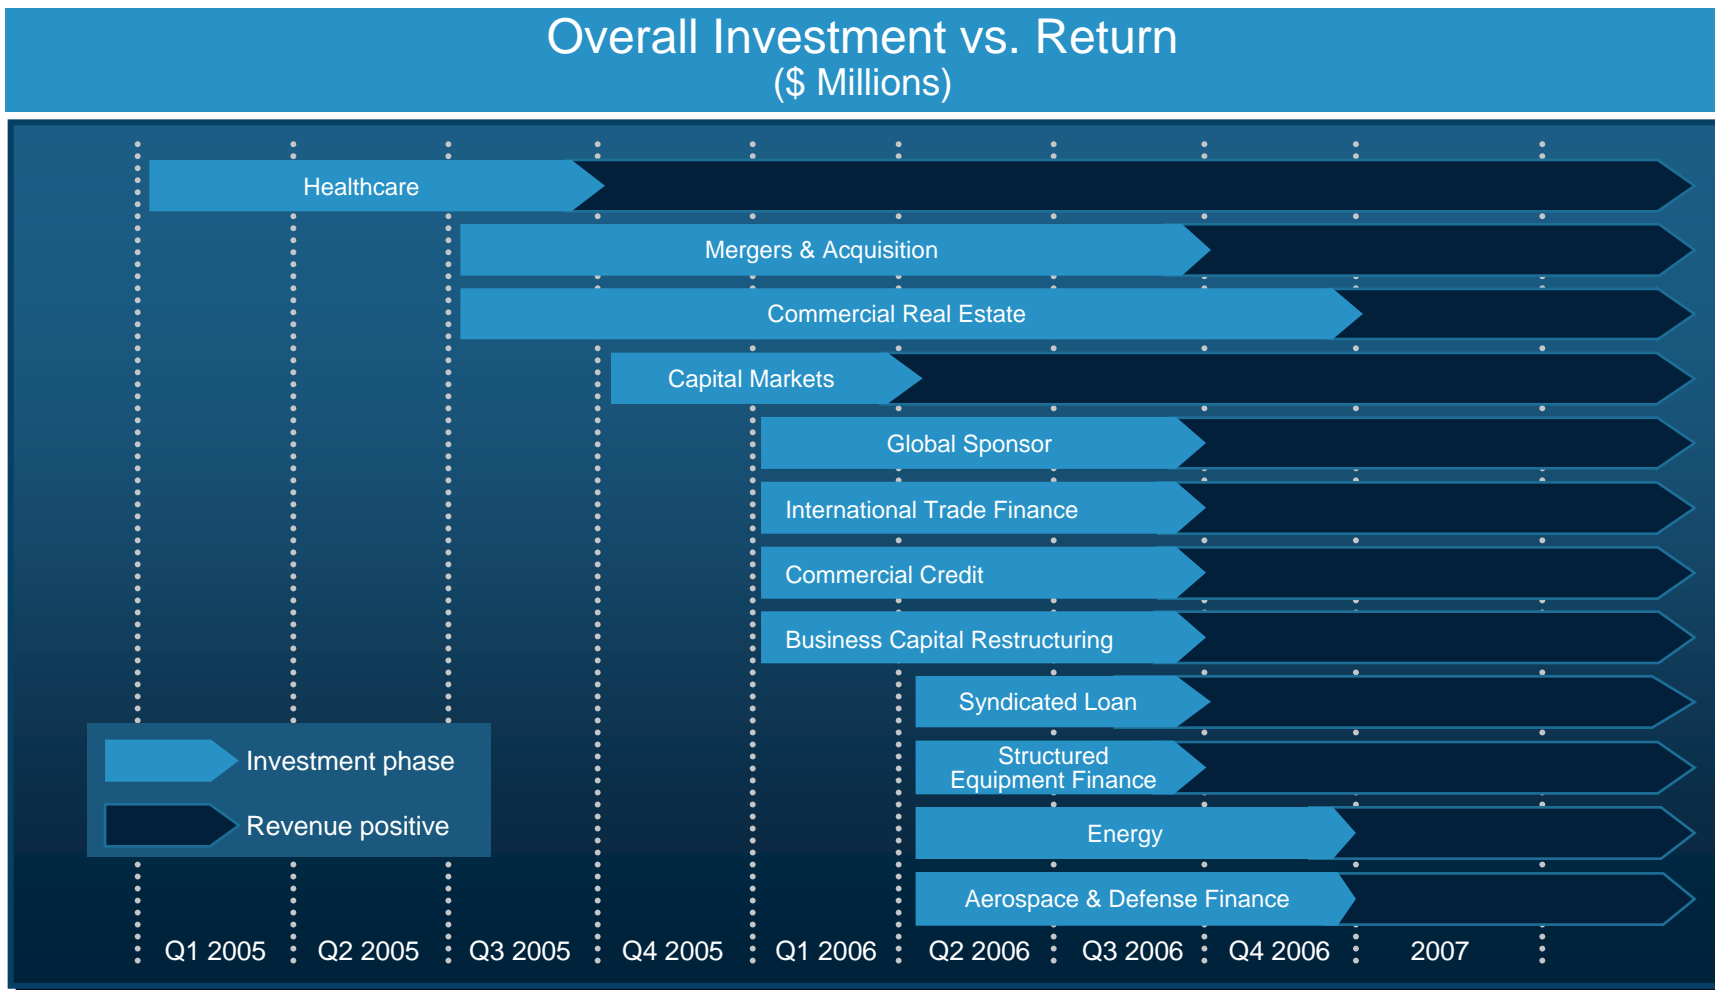 Overall Investment vs. Return
($ Millions)
Healthcare
Mergers & Acquisition
Commercial Real Estate
Capital Markets
Global Sponsor
International Trade Finance
Commercial Credit
Business Capital Restructuring
Syndicated Loan
Structured
Equipment Finance
Energy
Aerospace & Defense Finance
Investment phase
Revenue positive
Q1 2005 Q2 2005 Q3 2005 Q4 2005 Q1 2006 Q2 2006 Q3 2006 Q4 2006 2007